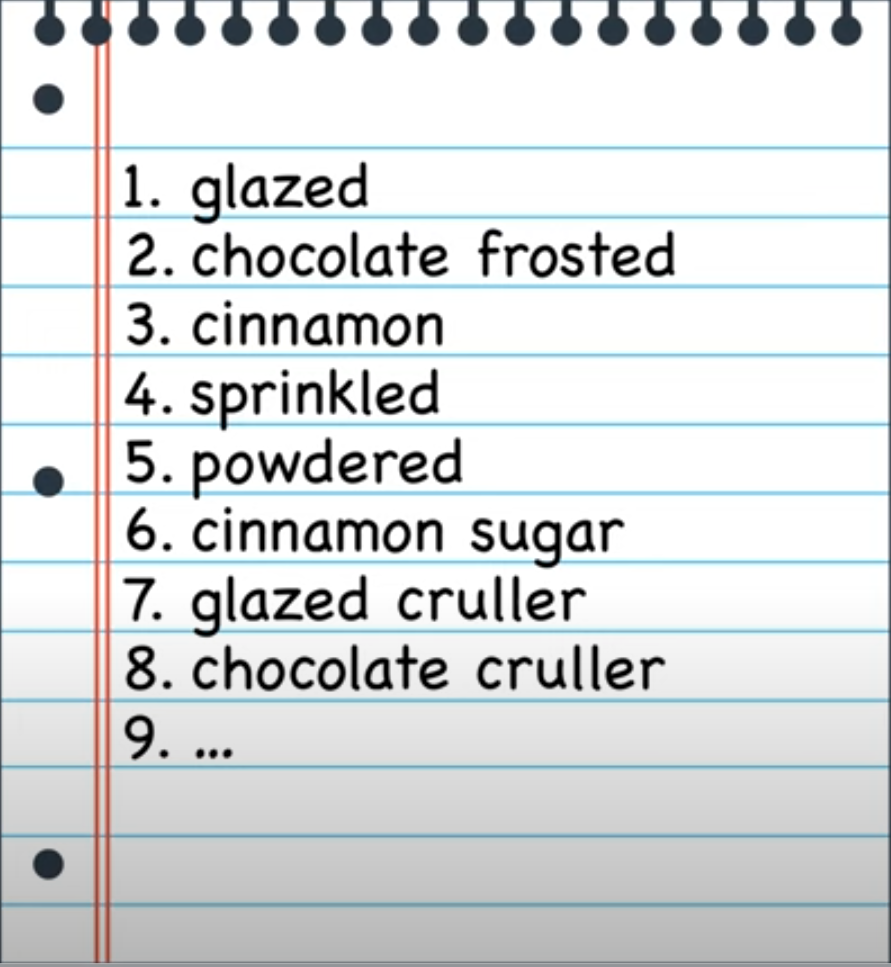 1. glazed
2. chocolate frosted
3. cinnamon
4. sprinkled
5. powdered
6. cinnamon sugar
7. glazed cruller
8. chocolate cruller
9. ...